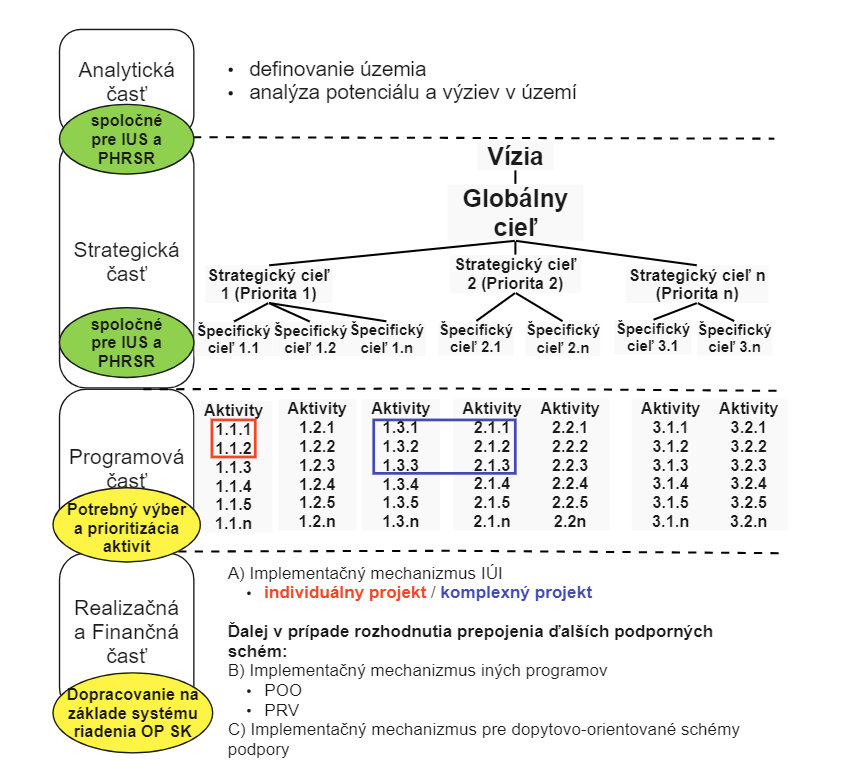 Analytická
časť
• definovanie územia
• analýza potenciálu a výziev v území
spoločné
pre IUS a
PHRSR
Vízia
Globálny
cieľ
Strategická
časť
Strategický cieľ
1 (Priorita 1)
Strategický cieľ
2 (Priorita 2)
Strategický cieľ n
(Priorita n)
spoločné
pre IUS a
PHRSR
Špecifický
cieľ 1.1
Špecifický
cieľ 1.2
Špecifický
cieľ 1.n
Špecifický
cieľ 2.1
Špecifický
cieľ 2.n
Špecifický
cieľ 3.1
Špecifický
cieľ 3.n
Programová
časť
Potrebný výber
a prioritizácia
aktivít
Aktivity
1.1.1
1.1.2
1.1.3
1.1.4
1.1.5
1.1.n
Aktivity
1.2.1
1.2.2
1.2.3
1.2.4
1.2.5
1.2.n
Aktivity
1.3.1
1.3.2
1.3.3
1.3.4
1.3.5
1.3.n
Aktivity
2.1.1
2.1.2
2.1.3
2.1.4
2.1.5
2.1.n
Aktivity
2.2.1
2.2.2
2.2.3
2.2.4
2.2.5
2.2n
Aktivity
3.1.1
3.1.2
3.1.3
3.1.4
3.1.5
3.1.n
Aktivity
3.2.1
3.2.2
3.2.3
3.2.4
3.2.5
3.2.n
Realizačná
a Finančná
časť
Dopracovanie na
základe systému
riadenia OP SK
A) Implementačný mechanizmus IÚI
• individuálny projekt / komplexný projekt
Ďalej v prípade rozhodnutia prepojenia ďalších podporných
schém:
B) Implementačný mechanizmus iných programov
• POO
• PRV
C) Implementačný mechanizmus pre dopytovo-orientované schémy
podpory